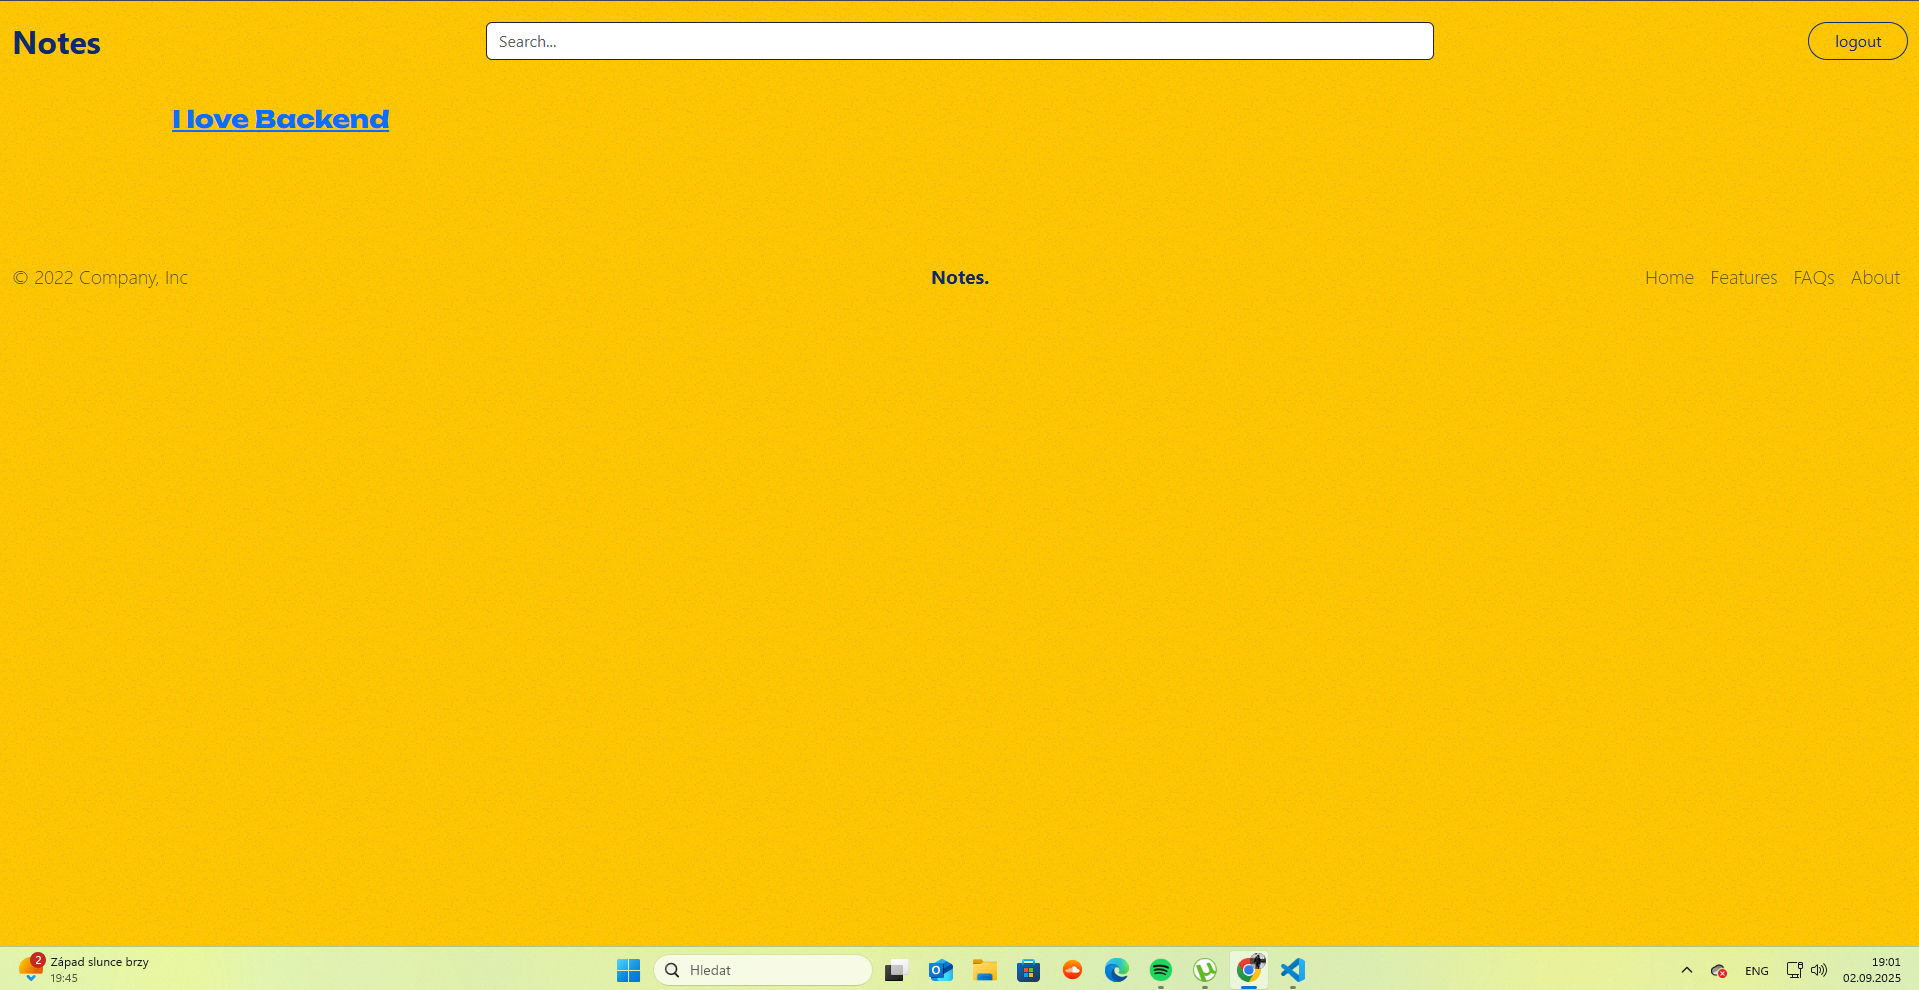 Notes
Search...
logout
I love Backend
© 2022 Company, Inc
Notes.
Home Features FAQs About
2
Západ slunce brzy
19:45
Hledat
ENG
19:01
02.09.2025